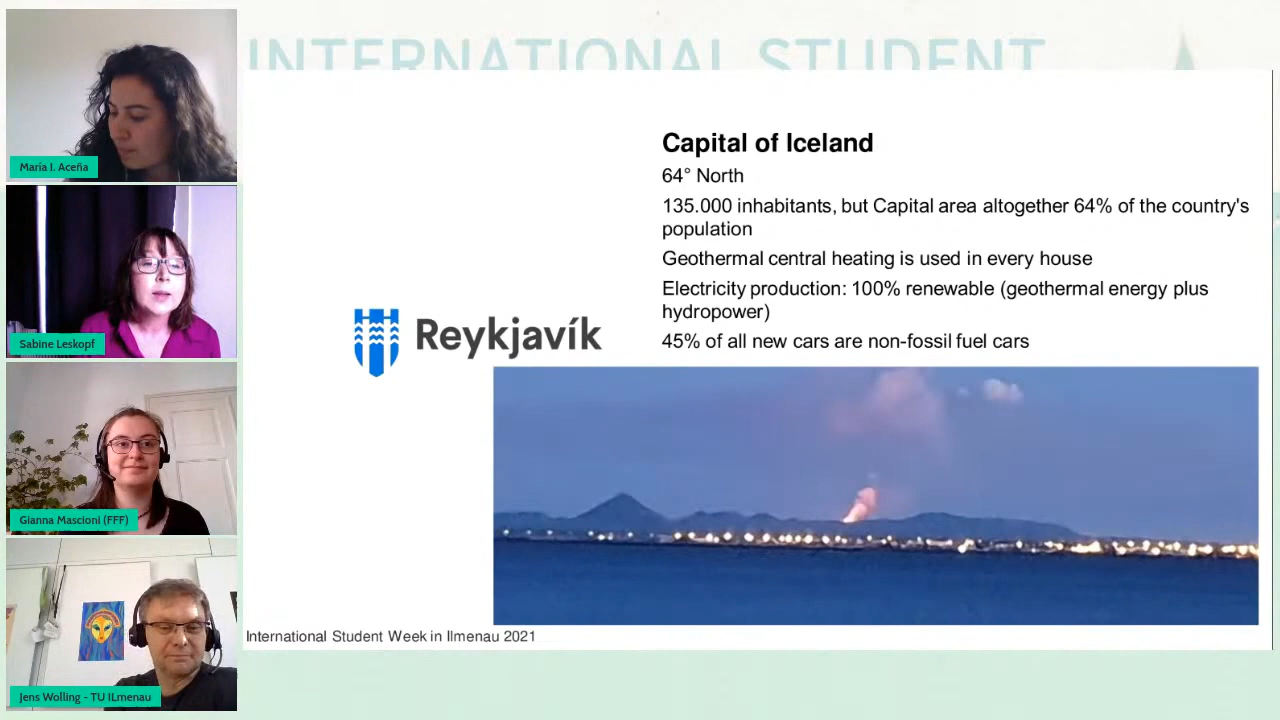 INTERNATIONAL STUDENT
Maria I. Aceña
Sabine Leskopf
Gianna Mascioni (FFF)
Jens Wolling - TU ILmenau
Capital of Iceland
64° North
135.000 inhabitants, but Capital area altogether 64% of the country's
population
Geothermal central heating is used in every house
Electricity production: 100% renewable (geothermal energy plus
hydropower)
45% of all new cars are non-fossil fuel cars
Reykjavík
International Student Week in Ilmenau 2021